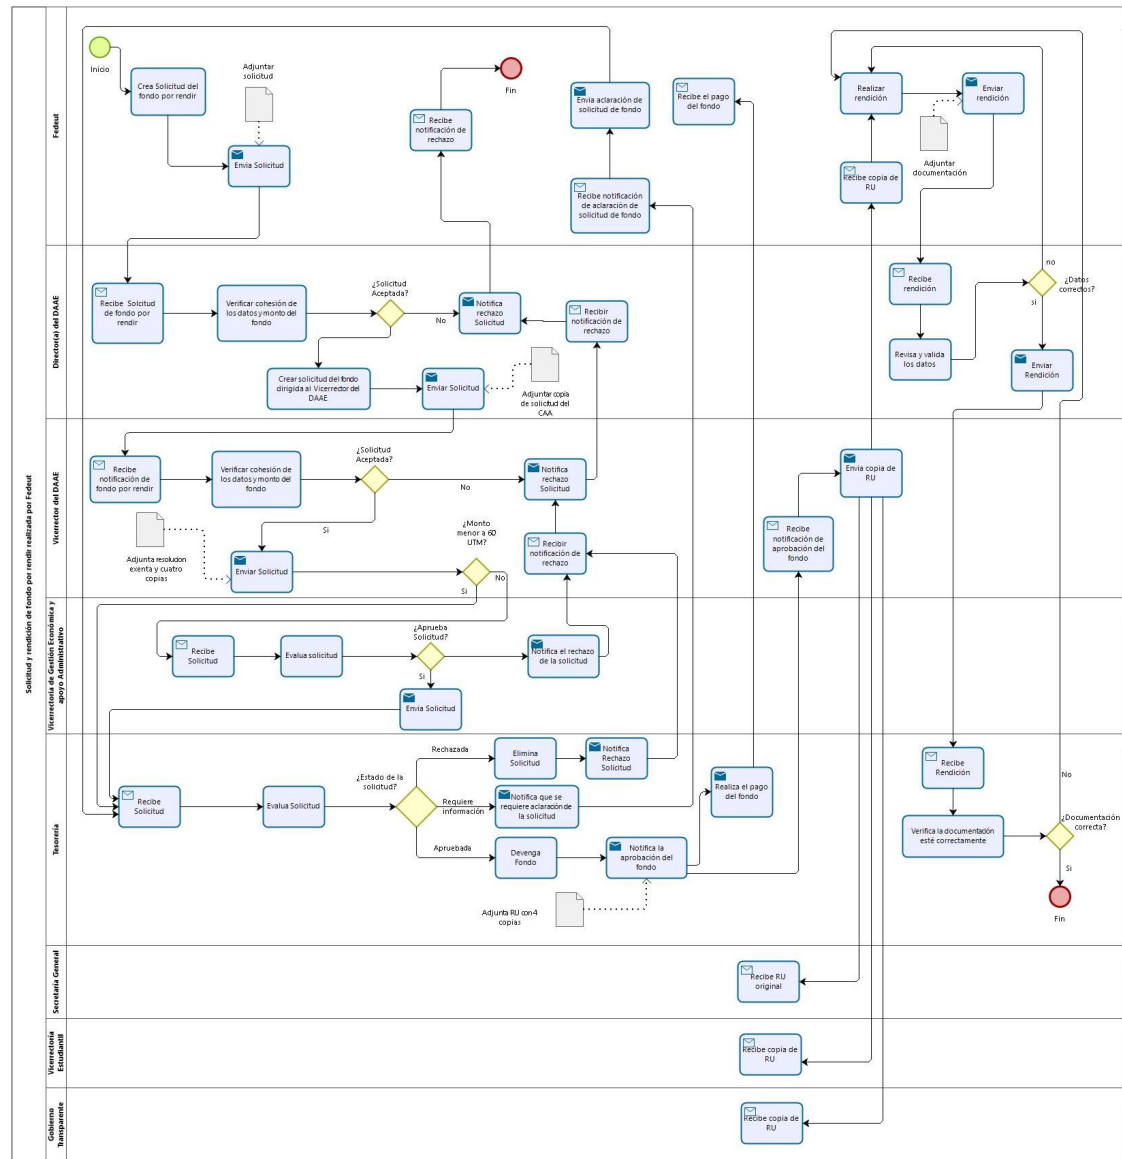 Solicitud y rendición de fondo por rendir realizada por Fedeut
Fedeut
Inicio
Crea Solicitud del
fondo por rendir
Adjuntar
solicitud
Envia Solicitud
Recibe
notificación de
rechazo
Fin
Envia aclaración de
solicitud de fondo
Recibe notificación
de aclaración de
solicitud de fondo
Recibe el pago
del fondo
Realizar
rendición
Enviar
rendición
Adjuntar
documentación
Recibe copia de
RU
Director(a) del DAAE
Recibe Solcitud
de fondo por
rendir
Verificar cohesión de
los datos y monto del
fondo
¿Solicitud
Aceptada?
No
Notifica
rechazo
Solicitud
Recibir
notificación de
rechazo
Crear solicitud del fondo
dirigida al Vicerrector del
DAAE
Enviar Solicitud
Adjuntar copia
de solicitud del
CAA
Recibe
rendición
Revisa y valida
los datos
no
¿Datos
correctos?
si
Enviar
Rendición
Vicerrector del DAAE
Recibe
notificación de
fondo por rendir
Verificar cohesión de
los datos y monto del
fondo
¿Solicitud
Aceptada?
No
Si
Notifica
rechazo
Solicitud
Adjunta resolucion
exenta y cuatro
copias
Enviar Solicitud
¿Monto
menor a 60
UTM?
No
Si
Recibir
notificación de
rechazo
Recibe
notificación de
aprobación del
fondo
Envia copia de
RU
Vicerrectoría de Gestión Económica y
apoyo Administrativo
Recibe
Solicitud
Evalua solicitud
¿Aprueba
Solicitud?
Si
Notifica el rechazo
de la solicitud
Envia Solicitud
Tesorería
Recibe
Solicitud
Evalua Solicitud
¿Estado de la
solicitud?
Rechazada
Elimina
Solicitud
Notifica
Rechazo
Solicitud
Requiere
información
Notifica que se
requiere aclaración de
la solicitud
Apruebada
Devenga
Fondo
Notifica la
aprobación del
fondo
Adjunta RU con 4
copias
Realiza el pago
del fondo
Recibe
Rendición
Verifica la documentación
esté correctamente
No
¿Documentación
correcta?
Si
Fin
Secretaría General
Recibe RU
original
Vicerrectoría
Estudiantil
Recibe copia de
RU
Gobierno
Transparente
Recibe copia de
RU